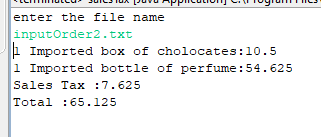 <terminated> salesTax [Java Application] C:\Program Files
enter the file name
inputOrder2.txt
1 Imported box of cholocates:10.5
1 Imported bottle of perfume:54.625
Sales Tax :7.625
Total :65.125